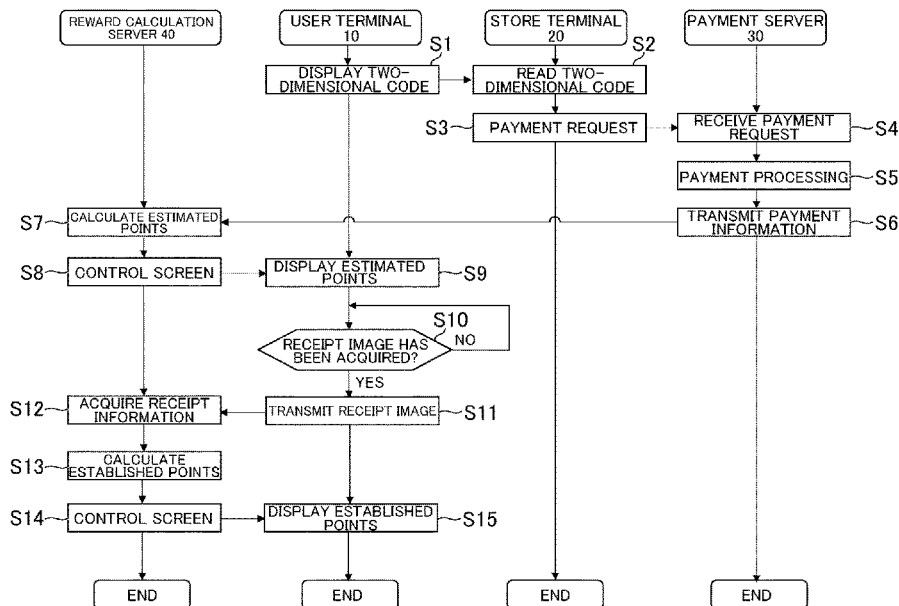 REWARD CALCULATION
SERVER 40
USER TERMINAL
10
STORE TERMINAL
20
PAYMENT SERVER
30
S1
S2
DISPLAY TWO-
DIMENSIONAL CODE
READ TWO-
DIMENSIONAL CODE
S3
PAYMENT REQUEST
RECEIVE PAYMENT
REQUEST
S4
PAYMENT PROCESSING
S5
S7
CALCULATE ESTIMATED
POINTS
TRANSMIT PAYMENT
INFORMATION
S6
S8
CONTROL SCREEN
DISPLAY ESTIMATED
POINTS
S9
S10
RECEIPT IMAGE HAS
BEEN ACQUIRED?
NO
YES
S12
ACQUIRE RECEIPT
INFORMATION
TRANSMIT RECEIPT IMAGE
S11
S13
CALCULATE
ESTABLISHED POINTS
S14
CONTROL SCREEN
DISPLAY ESTABLISHED
POINTS
S15
END
END
END
END